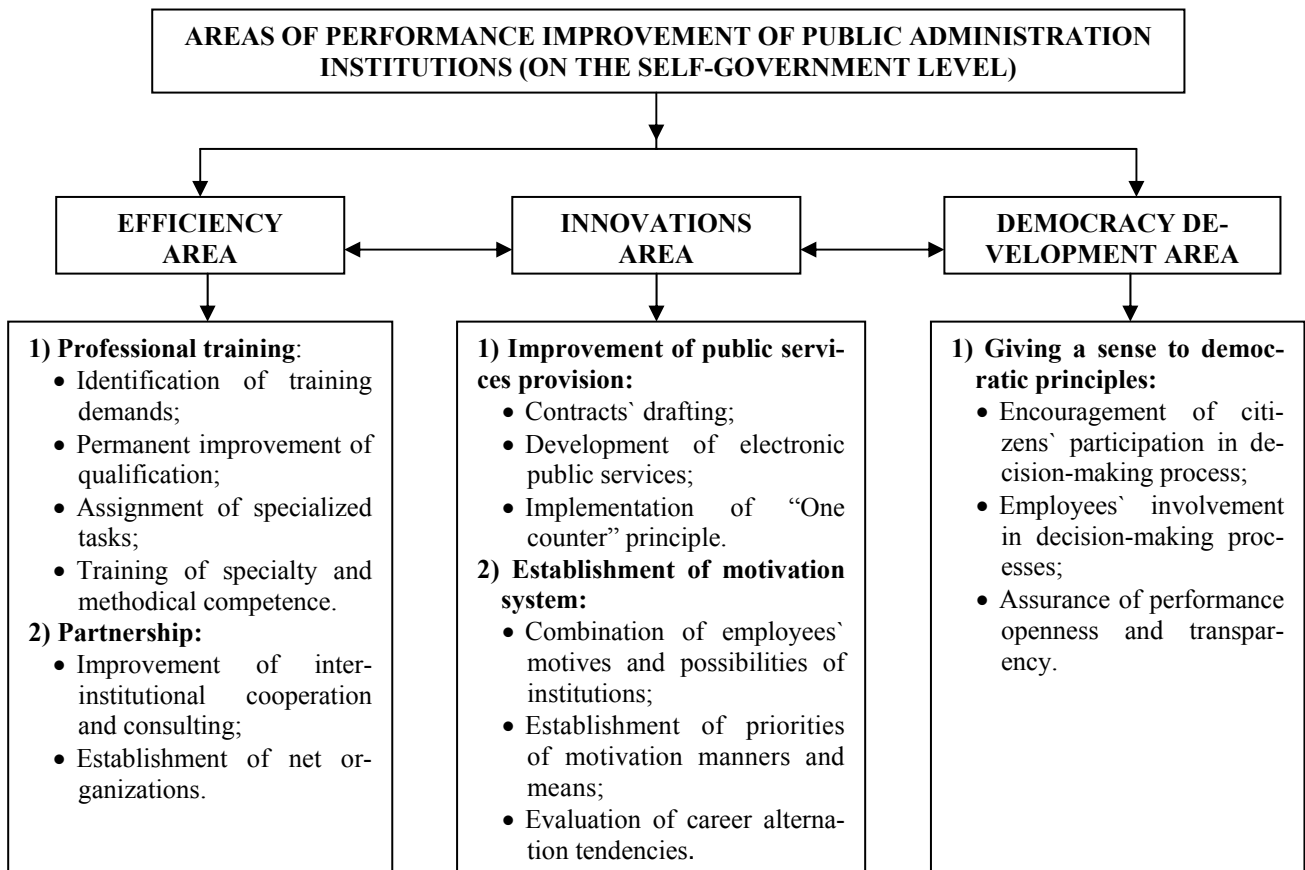 AREAS OF PERFORMANCE IMPROVEMENT OF PUBLIC ADMINISTRATION
INSTITUTIONS (ON THE SELF-GOVERNMENT LEVEL)
EFFICIENCY
AREA
INNOVATIONS
AREA
DEMOCRACY DE-
VELOPMENT AREA
1) Professional training:
• Identification of training
demands;
• Permanent improvement of
qualification;
• Assignment of specialized
tasks;
• Training of specialty and
methodical competence.
2) Partnership:
• Improvement of inter-
institutional cooperation
and consulting;
• Establishment of net or-
ganizations.
1) Improvement of public servi-
ces provision:
• Contracts` drafting;
• Development of electronic
public services;
• Implementation of “One
counter” principle.
2) Establishment of motivation
system:
• Combination of employees`
motives and possibilities of
institutions;
• Establishment of priorities
of motivation manners and
means;
• Evaluation of career alterna-
tion tendencies.
1) Giving a sense to democ-
ratic principles:
• Encouragement of citi-
zens` participation in de-
cision-making process;
• Employees` involvement
in decision-making proc-
esses;
• Assurance of performance
openness and transpar-
ency.